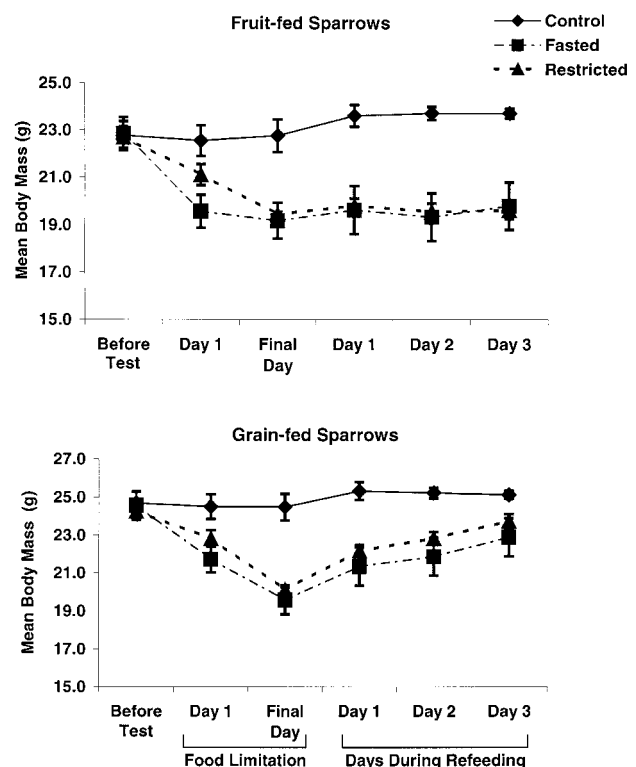 Fruit-fed Sparrows
Control
Fasted
Restricted
Mean Body Mass (g)
25.0
23.0
21.0
19.0
17.0
15.0
Before Test
Day 1
Final Day
Day 1
Day 2
Day 3
Grain-fed Sparrows
Mean Body Mass (g)
27.0
25.0
23.0
21.0
19.0
17.0
15.0
Before Test
Day 1
Final Day
Day 1
Day 2
Day 3
Food Limitation
Days During Refeeding